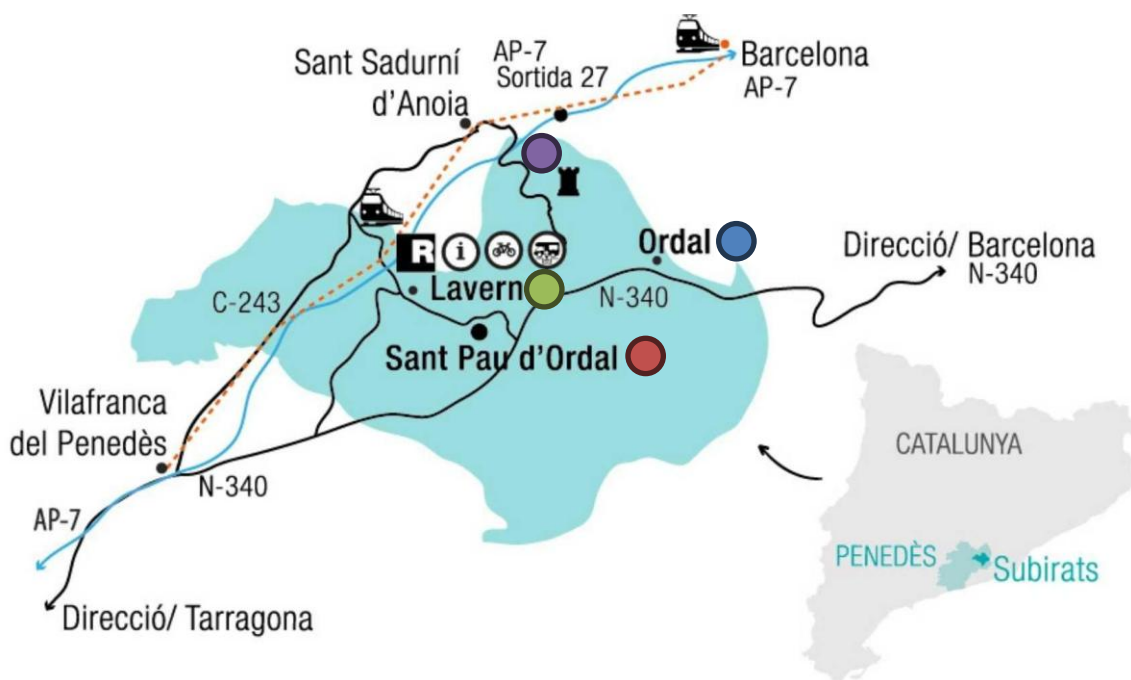 Sant Sadurní
d'Anoia
AP-7
Sortida 27
Barcelona
AP-7
R
i
Ordal
Direcció/ Barcelona
N-340
C-243
Lavern
N-340
Sant Pau d'Ordal
Vilafranca
del Penedès
N-340
AP-7
Direcció/ Tarragona
CATALUNYA
PENEDÈS
Subirats